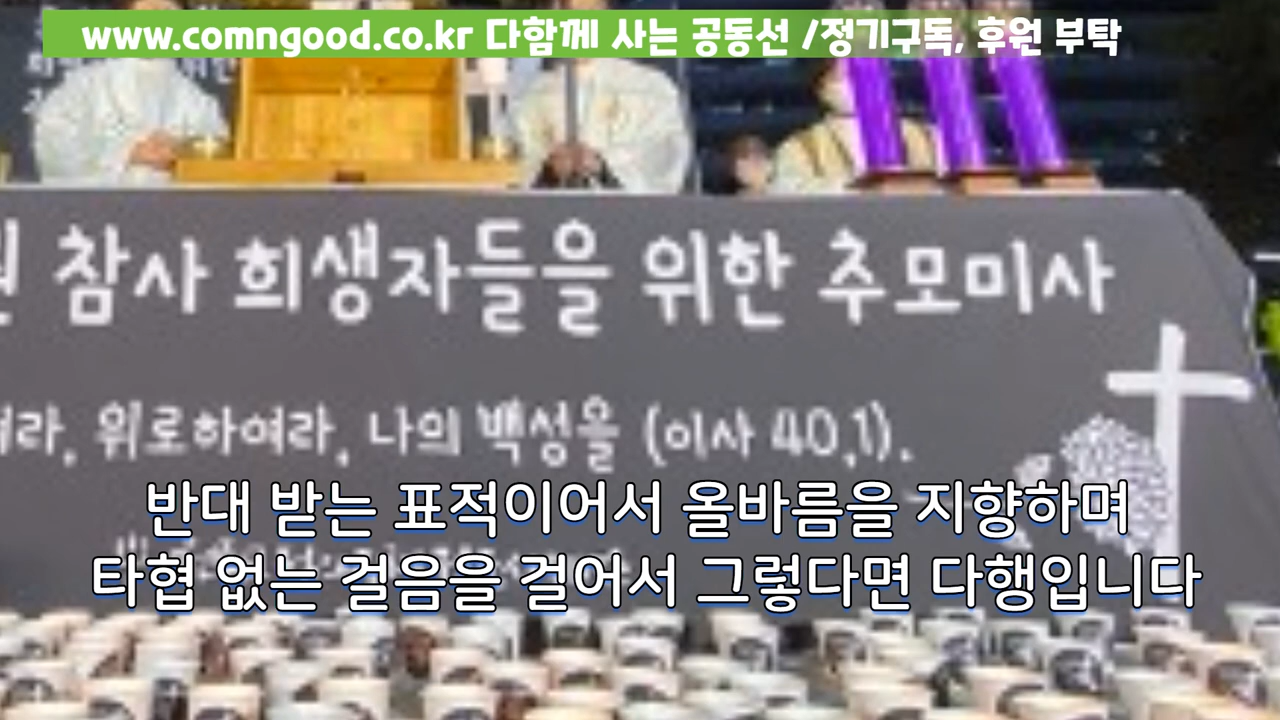 www.comngood.co.kr 다함께 사는 공동선 /정기구독, 후원 부탁
참사 희생자들을 위한 추모미사
위로하여라, 나의 백성을 (이사 40,1).
반대 받는 표적이어서 올바름을 지향하며
타협 없는 걸음을 걸어서 그렇다면 다행입니다